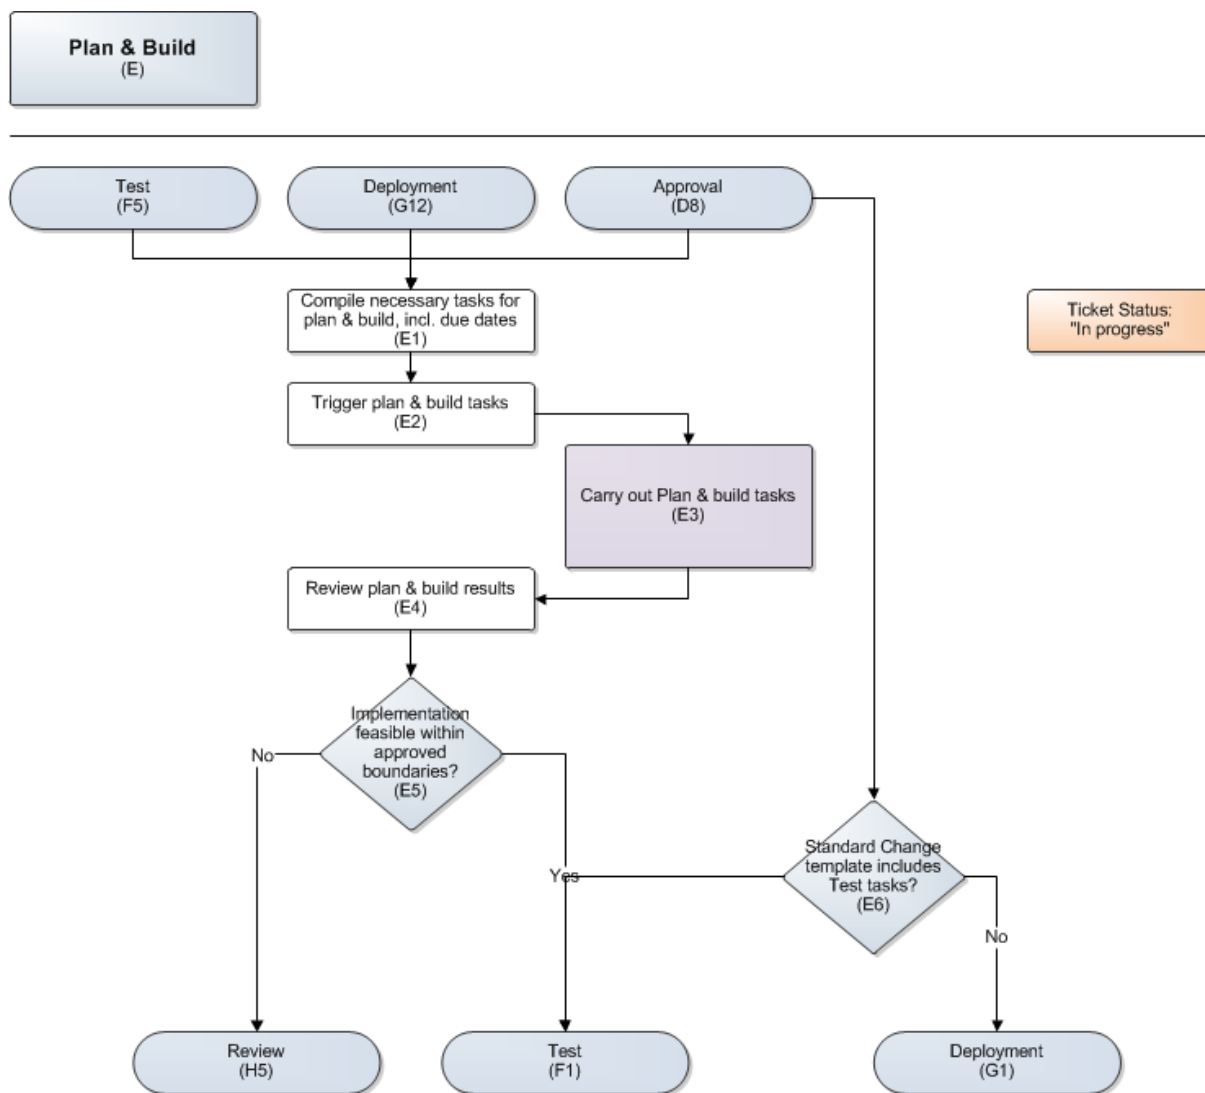 Plan & Build
(E)
Test
(F5)
Deployment
(G12)
Approval
(D8)
Compile necessary tasks for
plan & build, incl. due dates
(E1)
Ticket Status:
"In progress"
Trigger plan & build tasks
(E2)
Carry out Plan & build tasks
(E3)
Review plan & build results
(E4)
Implementation
feasible within
approved
boundaries?
(E5)
No
Standard Change
template includes
Test tasks?
(E6)
Yes
No
Review
(H5)
Test
(F1)
Deployment
(G1)